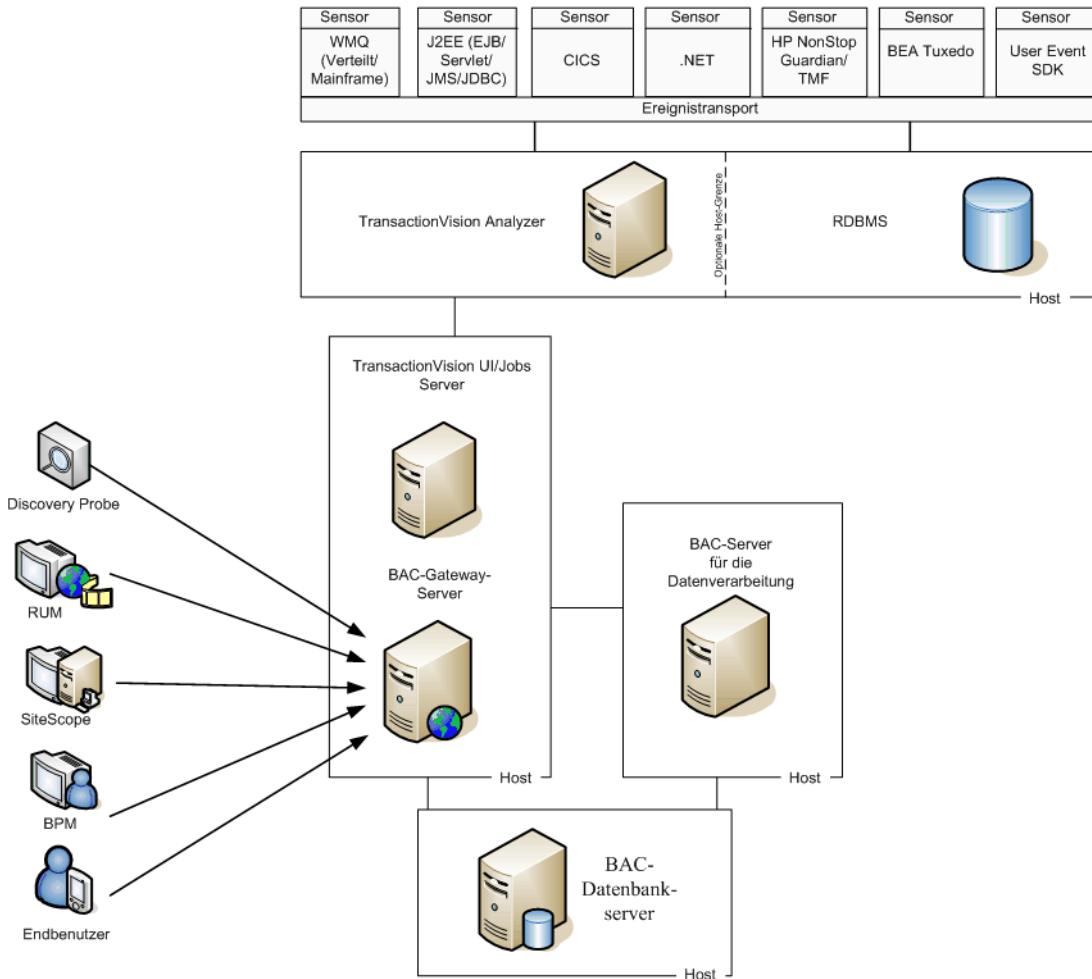 Sensor
WMQ
(Verteilt/
Mainframe)
Sensor
J2EE (EJB/
Servlet/
JMS/JDBC)
Sensor
CICS
Sensor
.NET
Sensor
HP NonStop
Guardian/
TMF
Sensor
BEA Tuxedo
Sensor
User Event
SDK
Ereignistransport
TransactionVision Analyzer
Optionale Host-Grenze
RDBMS
Host
TransactionVision UI/Jobs
Server
Discovery Probe
RUM
SiteScope
BPM
Endbenutzer
BAC-Gateway-
Server
Host
BAC-Server
für die
Datenverarbeitung
Host
BAC-
Datenbank-
server
Host